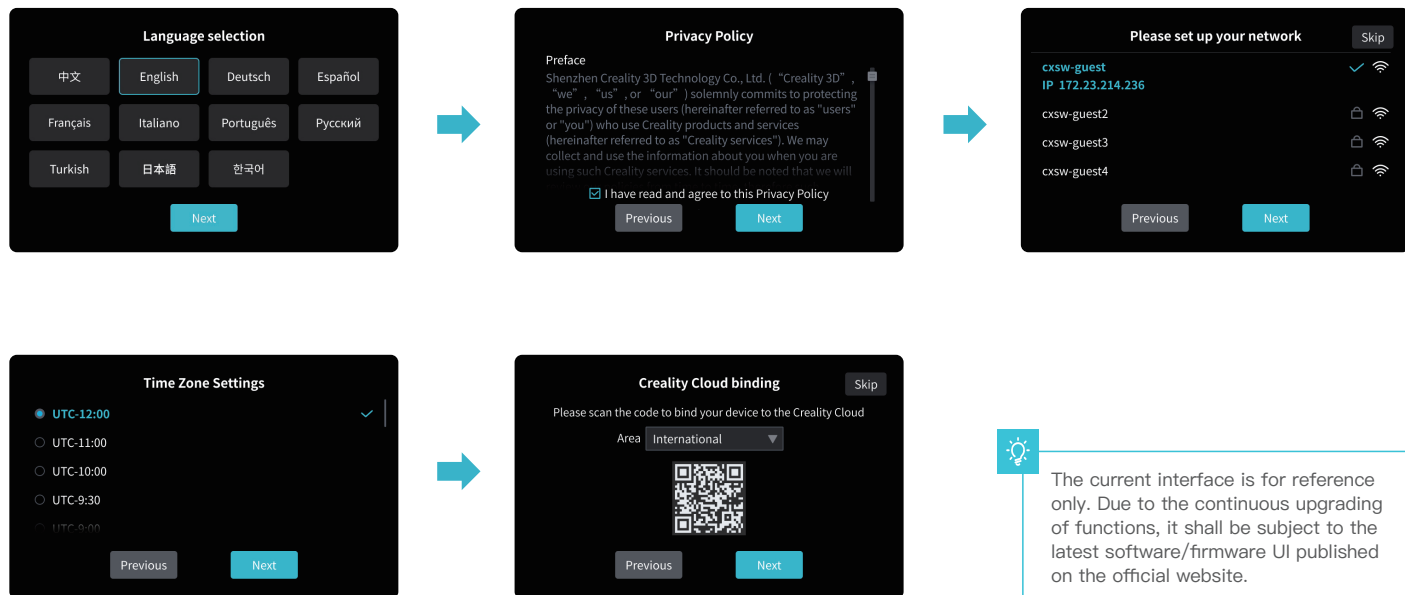 Language selection
中文
English
Deutsch
Español
Français
Italiano
Português
Русский
Turkish
日本語
한국어
Next
Privacy Policy
Preface
Shenzhen Creality 3D Technology Co., Ltd. ( “Creality 3D” ,
“we” , “us” , or “our” ) solemnly commits to protecting
the privacy of these users (hereinafter referred to as "users"
or "you") who use Creality products and services
(hereinafter referred to as "Creality services"). We may
collect and use the information about you when you are
using such Creality services. It should be noted that we will
I have read and agree to this Privacy Policy
Previous
Next
Please set up your network
Skip
cxsw-guest
IP 172.23.214.236
cxsw-guest2
cxsw-guest3
cxsw-guest4
Previous
Next
Time Zone Settings
UTC-12:00
UTC-11:00
UTC-10:00
UTC-9:30
UTC-9:00
Previous
Next
Creality Cloud binding
Skip
Please scan the code to bind your device to the Creality Cloud
Area
International
Previous
Next
The current interface is for reference
only. Due to the continuous upgrading
of functions, it shall be subject to the
latest software/firmware UI published
on the official website.